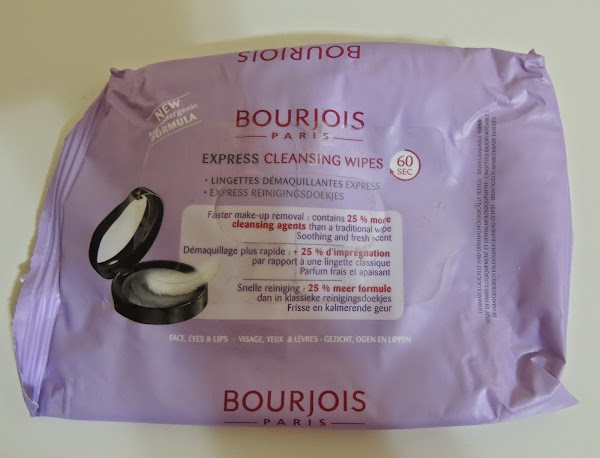 BOURJOIS
NEW
FORMULA
BOURJOIS
PARIS
EXPRESS CLEANSING WIPES
60
SEC
• LINGETTES DÉMAQUILLANTES EXPRESS
• EXPRESS REINIGINGSDOEKJES
Faster make-up removal : contains 25 % more
cleansing agents than a traditional wipe
Soothing and fresh scent
Démaquillage plus rapide : + 25 % d'imprégnation
par rapport à une lingette classique
Parfum frais et apaisant
Snelle reiniging : 25 % meer formule
dan in klassieke reinigingsdoekjes
Frisse en kalmerende geur
FACE, EYES & LIPS - VISAGE, YEUX & LÈVRES - GEZICHT, OGEN EN LIPPEN
BOURJOIS
PARIS